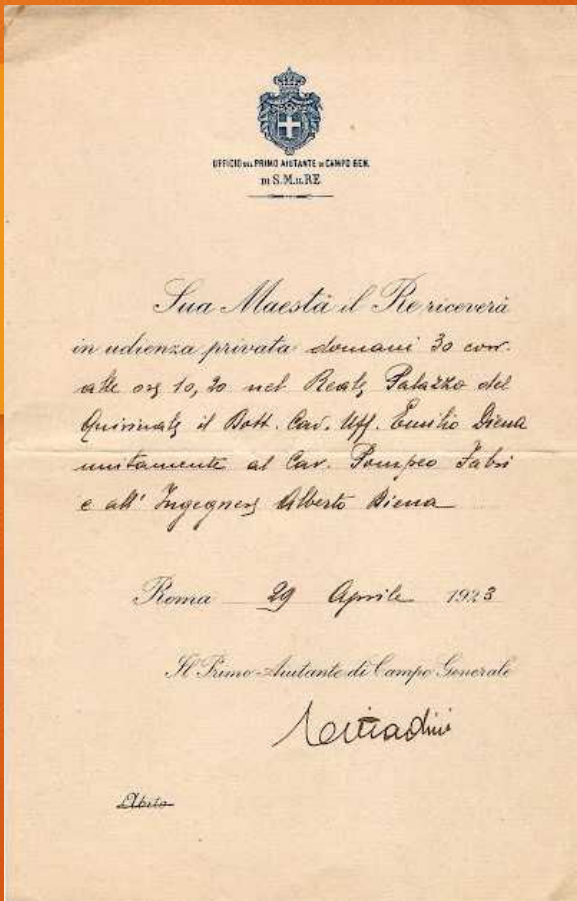 UFFICIO DEL PRIMO AIUTANTE DI CAMPO GEN.
DI S.M. IL RE
Sua Maestà il Re riceverà
in udienza privata domani 30 corr.
alle ore 10,30 nel Reale Palazzo del
Quirinale il Dott. Cav. Uff. Emilio Diena
unitamente al Cav. Pompeo Fabri
e all' Ingegnere Alberto Diena
Roma 29 Aprile 1923
Il Primo Aiutante di Campo Generale
Cittadini
Abito